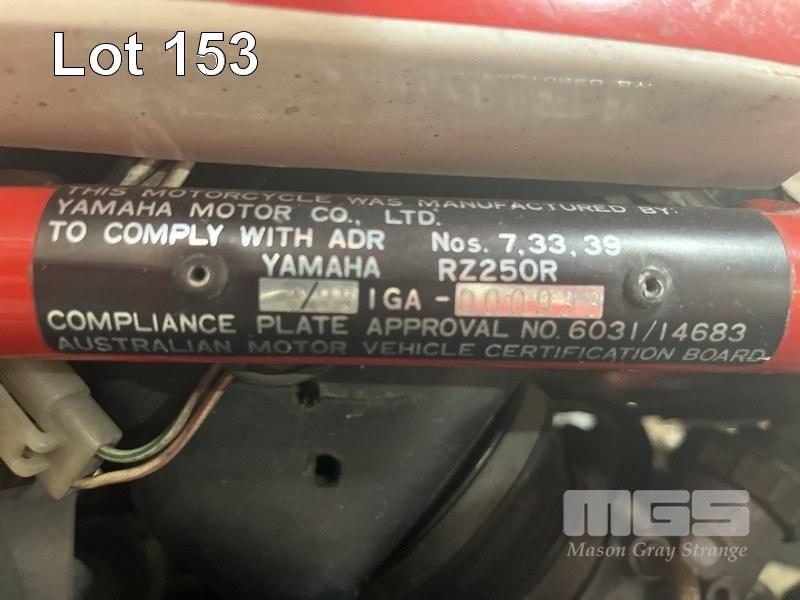 Lot 153
THIS MOTORCYCLE WAS MANUFACTURED BY:
YAMAHA MOTOR CO., LTD.
TO COMPLY WITH ADR Nos. 7, 33, 39
YAMAHA RZ250R
1GA -
COMPLIANCE PLATE APPROVAL NO. 6031/14683
AUSTRALIAN MOTOR VEHICLE CERTIFICATION BOARD
MGS
Mason Gray Strange